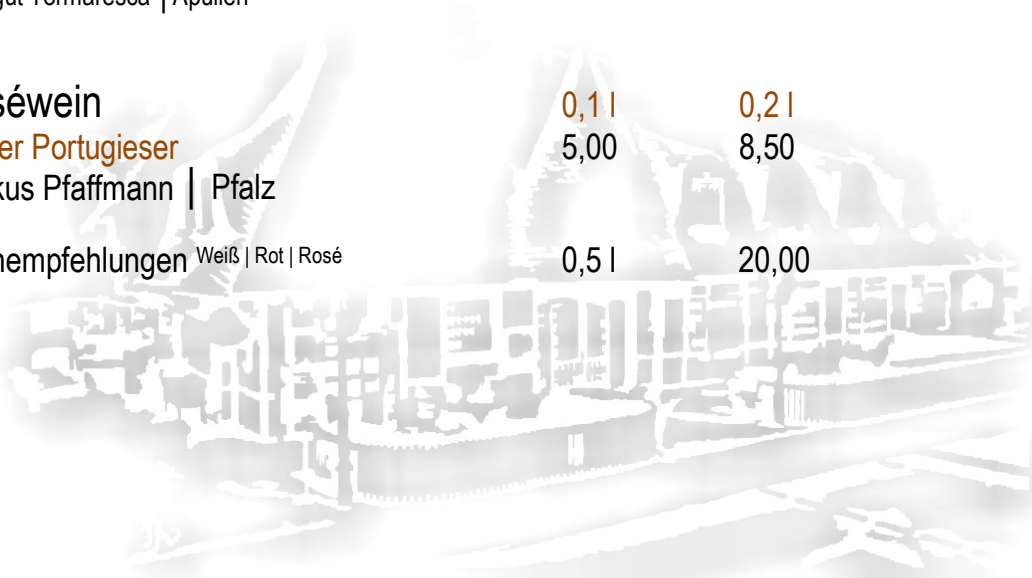 gut Tormaresca | Apulien
séwein 0,1 l 0,2 l
er Portugieser 5,00 8,50
kus Pfaffmann | Pfalz
nempfehlungen Weiß | Rot | Rosé 0,5 l 20,00